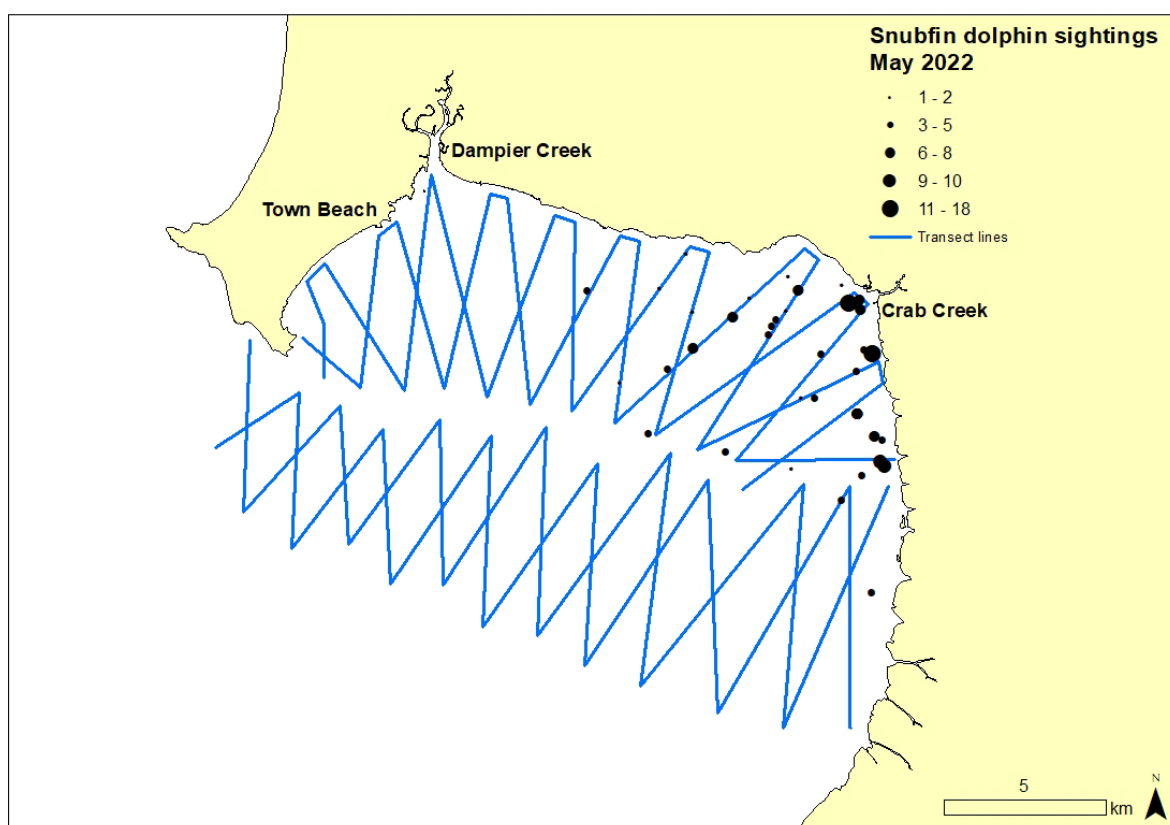 Snubfin dolphin sightings
May 2022
1 - 2
3 - 5
6 - 8
9 - 10
11 - 18
Transect lines
Dampier Creek
Town Beach
Crab Creek
5
km
N